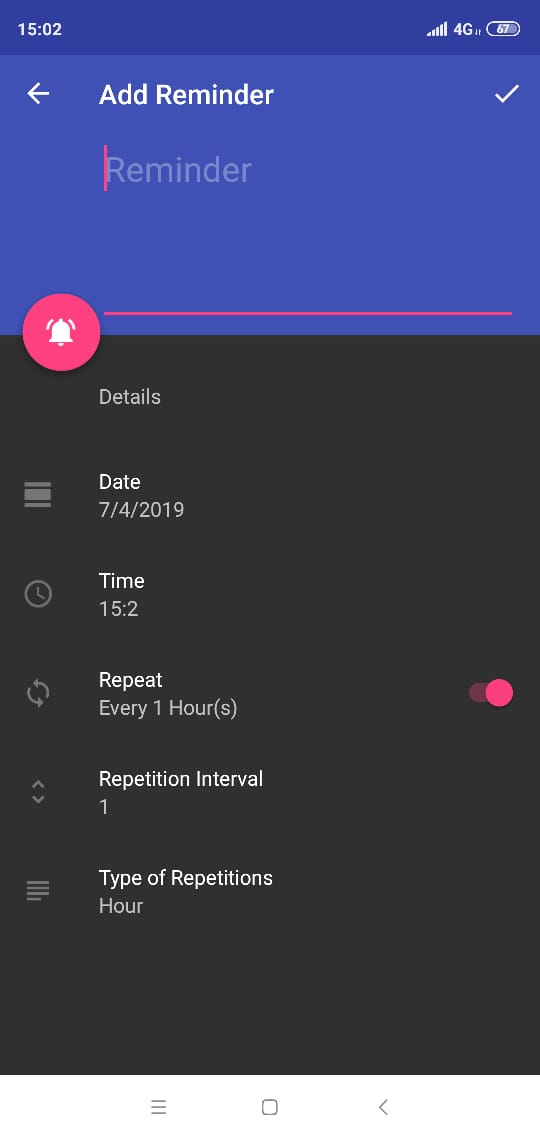 15:02
4G
67
Add Reminder
Reminder
Details
Date
7/4/2019
Time
15:2
Repeat
Every 1 Hour(s)
Repetition Interval
1
Type of Repetitions
Hour